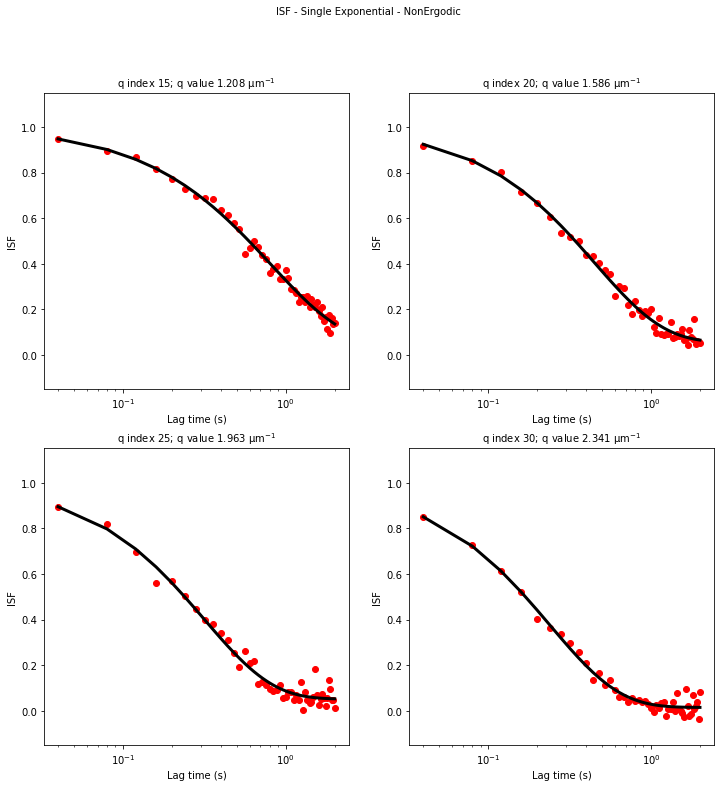 ISF - Single Exponential - NonErgodic
q index 15; q value 1.208 μm⁻¹
q index 20; q value 1.586 μm⁻¹
ISF
1.0
0.8
0.6
0.4
0.2
0.0
10⁻¹
10⁰
Lag time (s)
ISF
1.0
0.8
0.6
0.4
0.2
0.0
10⁻¹
10⁰
Lag time (s)
q index 25; q value 1.963 μm⁻¹
q index 30; q value 2.341 μm⁻¹
ISF
1.0
0.8
0.6
0.4
0.2
0.0
10⁻¹
10⁰
Lag time (s)
ISF
1.0
0.8
0.6
0.4
0.2
0.0
10⁻¹
10⁰
Lag time (s)